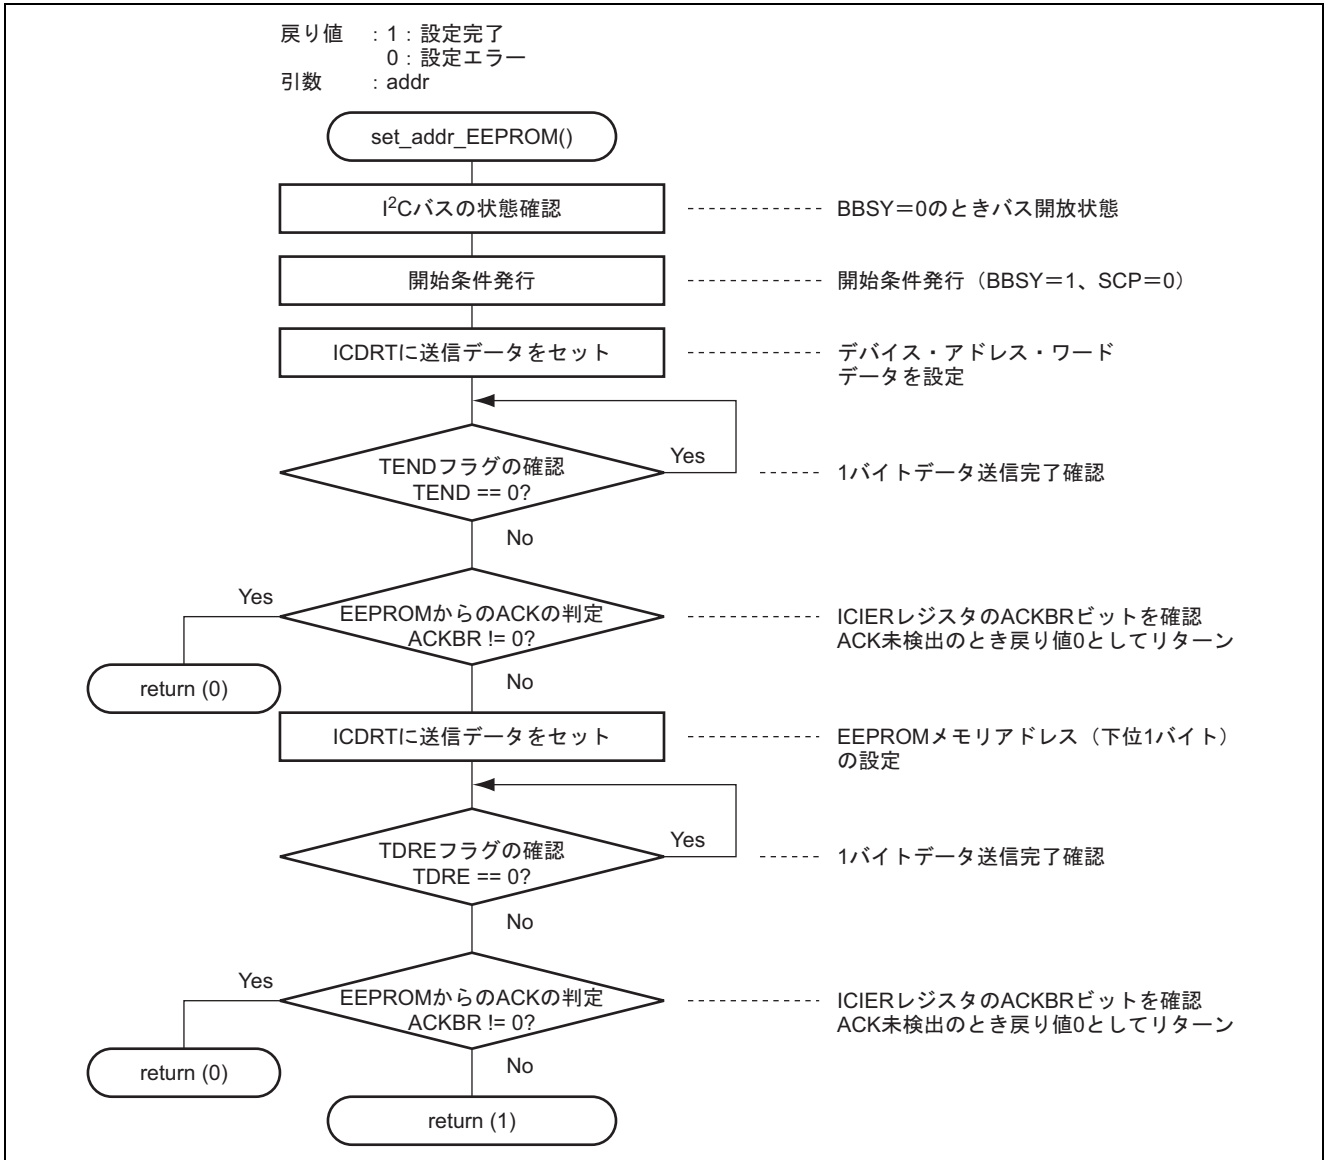 戻り値 : 1 : 設定完了
0 : 設定エラー
引数 : addr
set_addr_EEPROM()
I²Cバスの状態確認
BBSY＝0のときバス開放状態
開始条件発行
開始条件発行（BBSY＝1、SCP＝0）
ICDRTに送信データをセット
デバイス・アドレス・ワード
データを設定
TENDフラグの確認
TEND == 0?
Yes
1バイトデータ送信完了確認
No
EEPROMからのACKの判定
ACKBR != 0?
Yes
ICIERレジスタのACKBRビットを確認
ACK未検出のとき戻り値0としてリターン
return (0)
No
ICDRTに送信データをセット
EEPROMメモリアドレス（下位1バイト）
の設定
TDREフラグの確認
TDRE == 0?
Yes
1バイトデータ送信完了確認
No
EEPROMからのACKの判定
ACKBR != 0?
Yes
ICIERレジスタのACKBRビットを確認
ACK未検出のとき戻り値0としてリターン
return (0)
No
return (1)